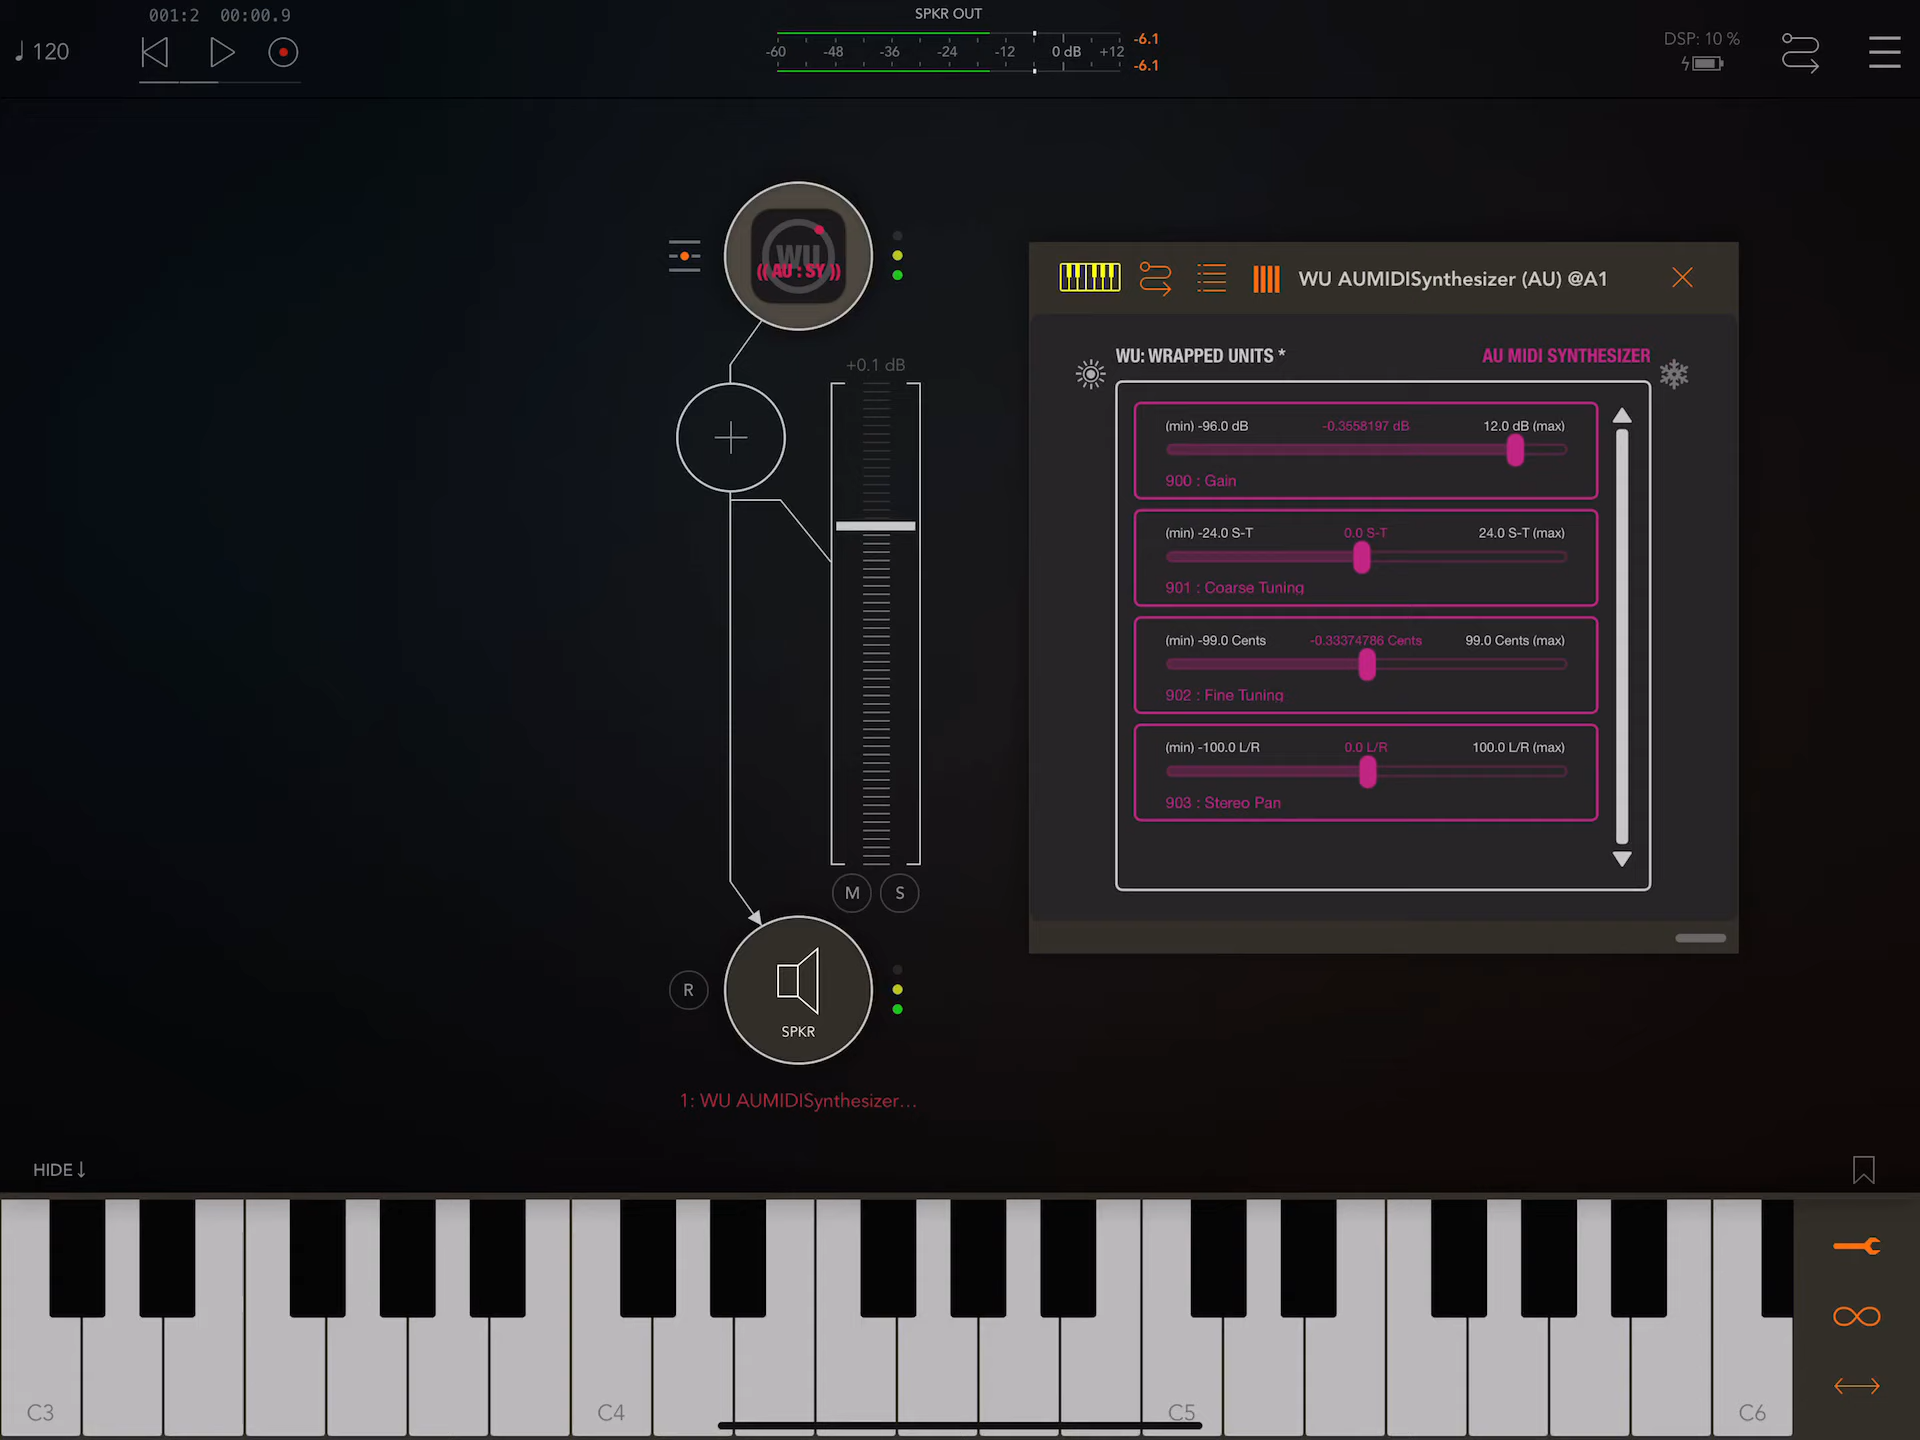 001:2 00:00.9
SPKR OUT
120
-60 -48 -36 -24 -12 0 dB +12
-6.1
-6.1
DSP: 10 %
WU
((AU : SY))
WU AUMIDISynthesizer (AU) @A1
WU: WRAPPED UNITS *
AU MIDI SYNTHESIZER
+0.1 dB
(min) -96.0 dB -0.3558197 dB 12.0 dB (max)
900 : Gain
(min) -24.0 S-T 0.0 S-T 24.0 S-T (max)
901 : Coarse Tuning
(min) -99.0 Cents -0.33374786 Cents 99.0 Cents (max)
902 : Fine Tuning
(min) -100.0 L/R 0.0 L/R 100.0 L/R (max)
903 : Stereo Pan
M S
R
SPKR
1: WU AUMIDISynthesizer...
HIDE↓
C3 C4 C5 C6